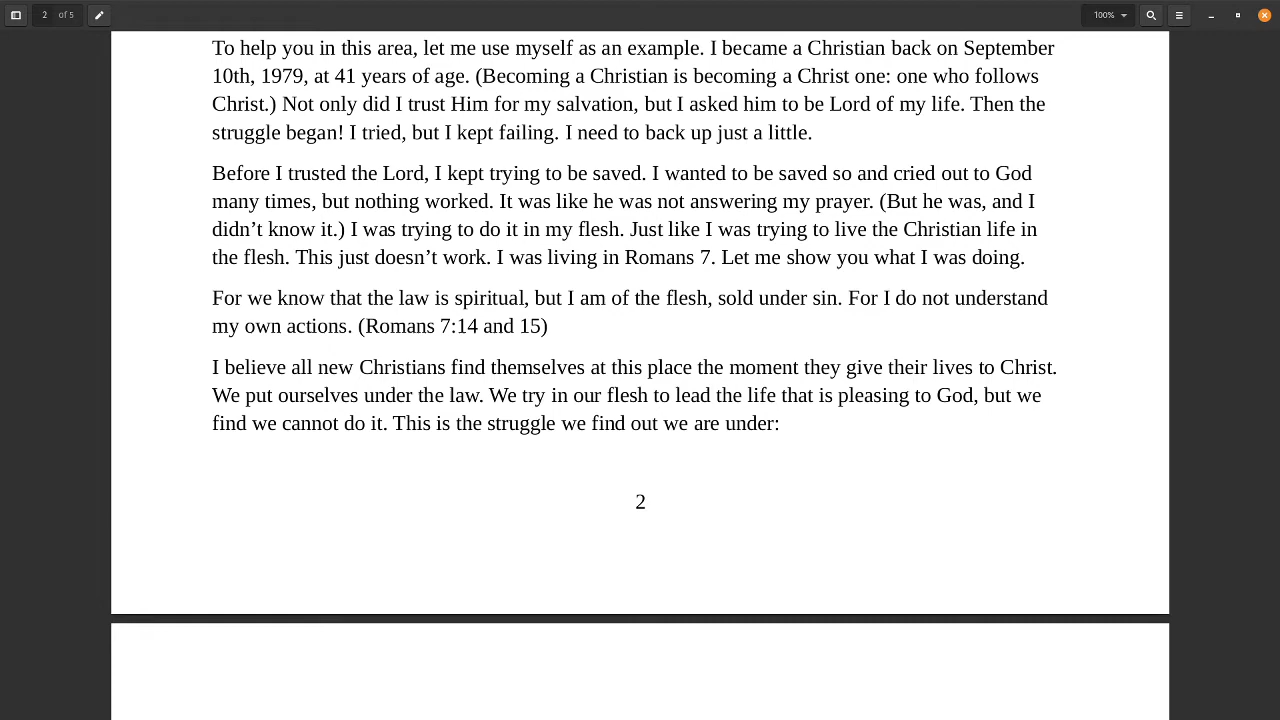 2 of 5
100%
To help you in this area, let me use myself as an example. I became a Christian back on September
10th, 1979, at 41 years of age. (Becoming a Christian is becoming a Christ one: one who follows
Christ.) Not only did I trust Him for my salvation, but I asked him to be Lord of my life. Then the
struggle began! I tried, but I kept failing. I need to back up just a little.
Before I trusted the Lord, I kept trying to be saved. I wanted to be saved so and cried out to God
many times, but nothing worked. It was like he was not answering my prayer. (But he was, and I
didn’t know it.) I was trying to do it in my flesh. Just like I was trying to live the Christian life in
the flesh. This just doesn’t work. I was living in Romans 7. Let me show you what I was doing.
For we know that the law is spiritual, but I am of the flesh, sold under sin. For I do not understand
my own actions. (Romans 7:14 and 15)
I believe all new Christians find themselves at this place the moment they give their lives to Christ.
We put ourselves under the law. We try in our flesh to lead the life that is pleasing to God, but we
find we cannot do it. This is the struggle we find out we are under:
2